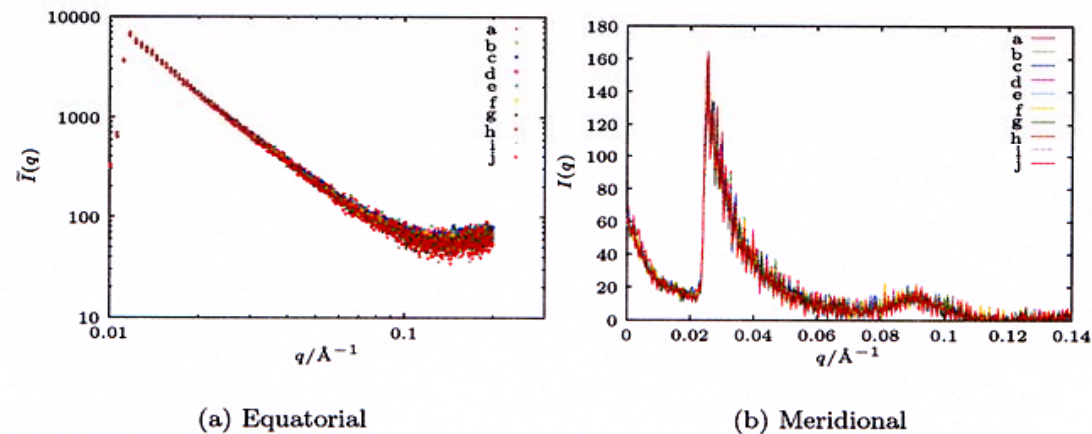 10000
1000
100
10
0.01
0.1
Ĩ(q)
q/Å⁻¹
a
b
c
d
e
f
g
h
i
j
(a) Equatorial
180
160
140
120
100
80
60
40
20
0
0
0.02
0.04
0.06
0.08
0.1
0.12
0.14
I(q)
q/Å⁻¹
a
b
c
d
e
f
g
h
i
j
(b) Meridional